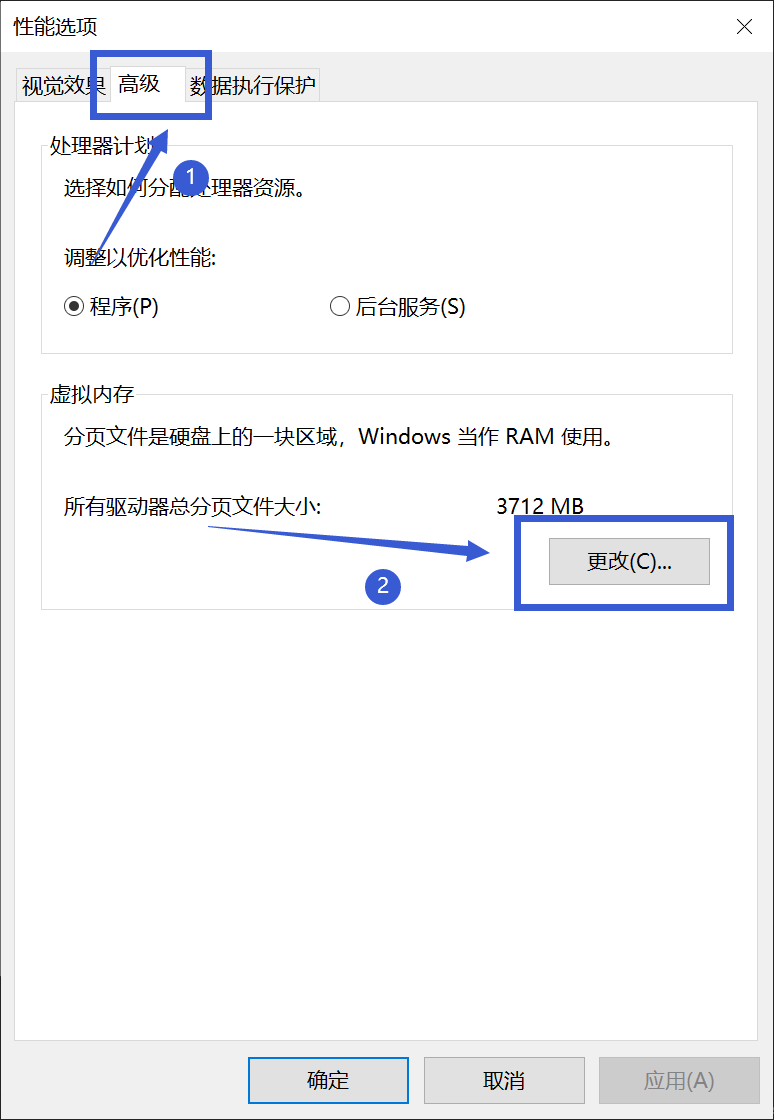 性能选项
视觉效果 高级 数据执行保护
处理器计划
1
选择如何分配处理器资源。
调整以优化性能:
程序(P) 后台服务(S)
虚拟内存
分页文件是硬盘上的一块区域，Windows 当作 RAM 使用。
所有驱动器总分页文件大小: 3712 MB
更改(C)...
2
确定 取消 应用(A)